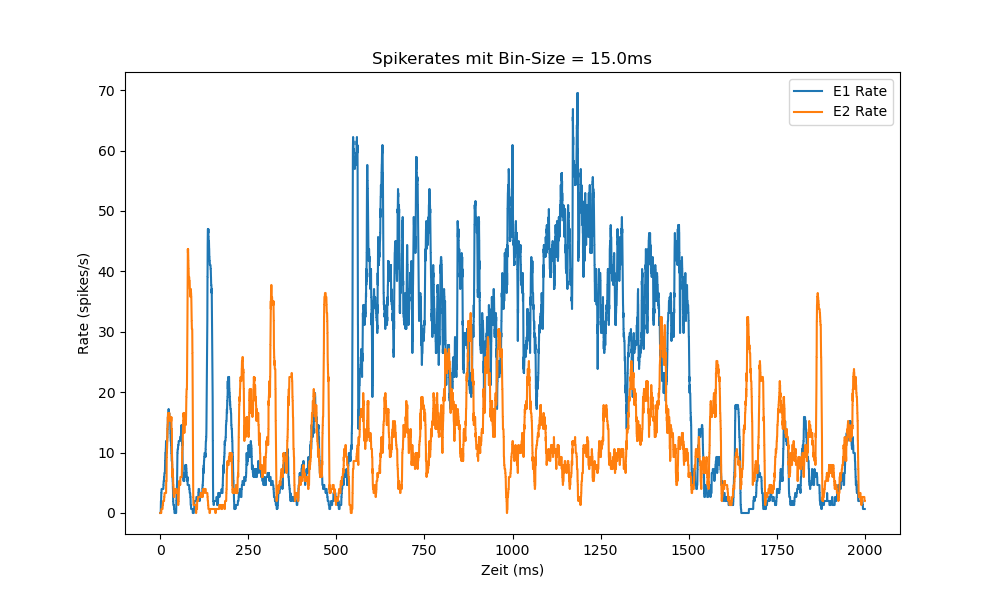 Spikerates mit Bin-Size = 15.0ms
E1 Rate
E2 Rate
70
60
50
40
30
20
10
0
Rate (spikes/s)
0 250 500 750 1000 1250 1500 1750 2000
Zeit (ms)